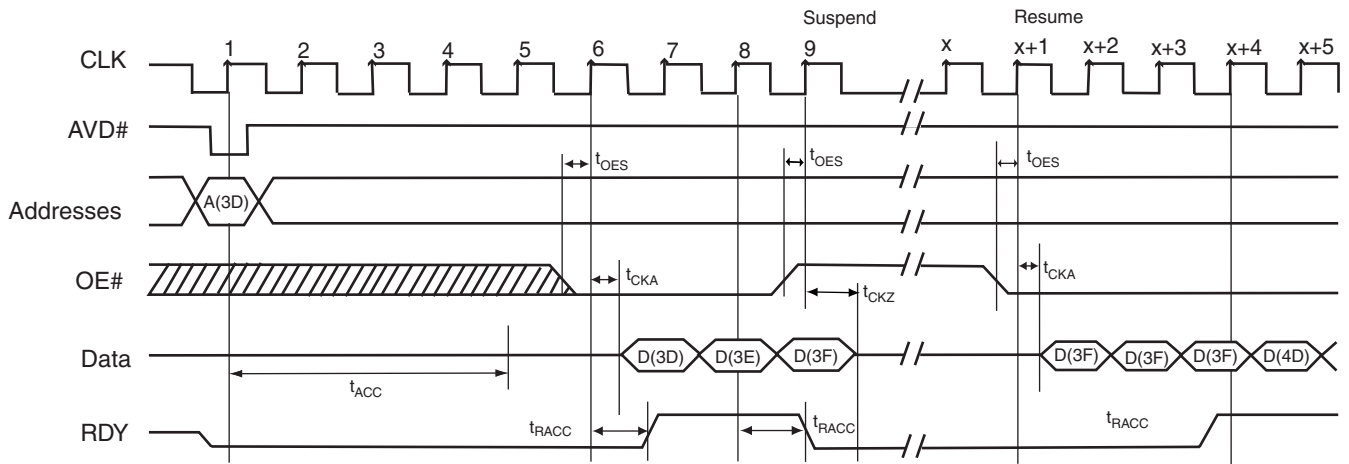 Suspend Resume
CLK 1 2 3 4 5 6 7 8 9 x x+1 x+2 x+3 x+4 x+5
AVD#
tOES tOES tOES
Addresses A(3D)
OE# tCKA tCKZ tCKA
Data D(3D) D(3E) D(3F) D(3F) D(3F) D(3F) D(4D)
tACC
RDY tRACC tRACC tRACC